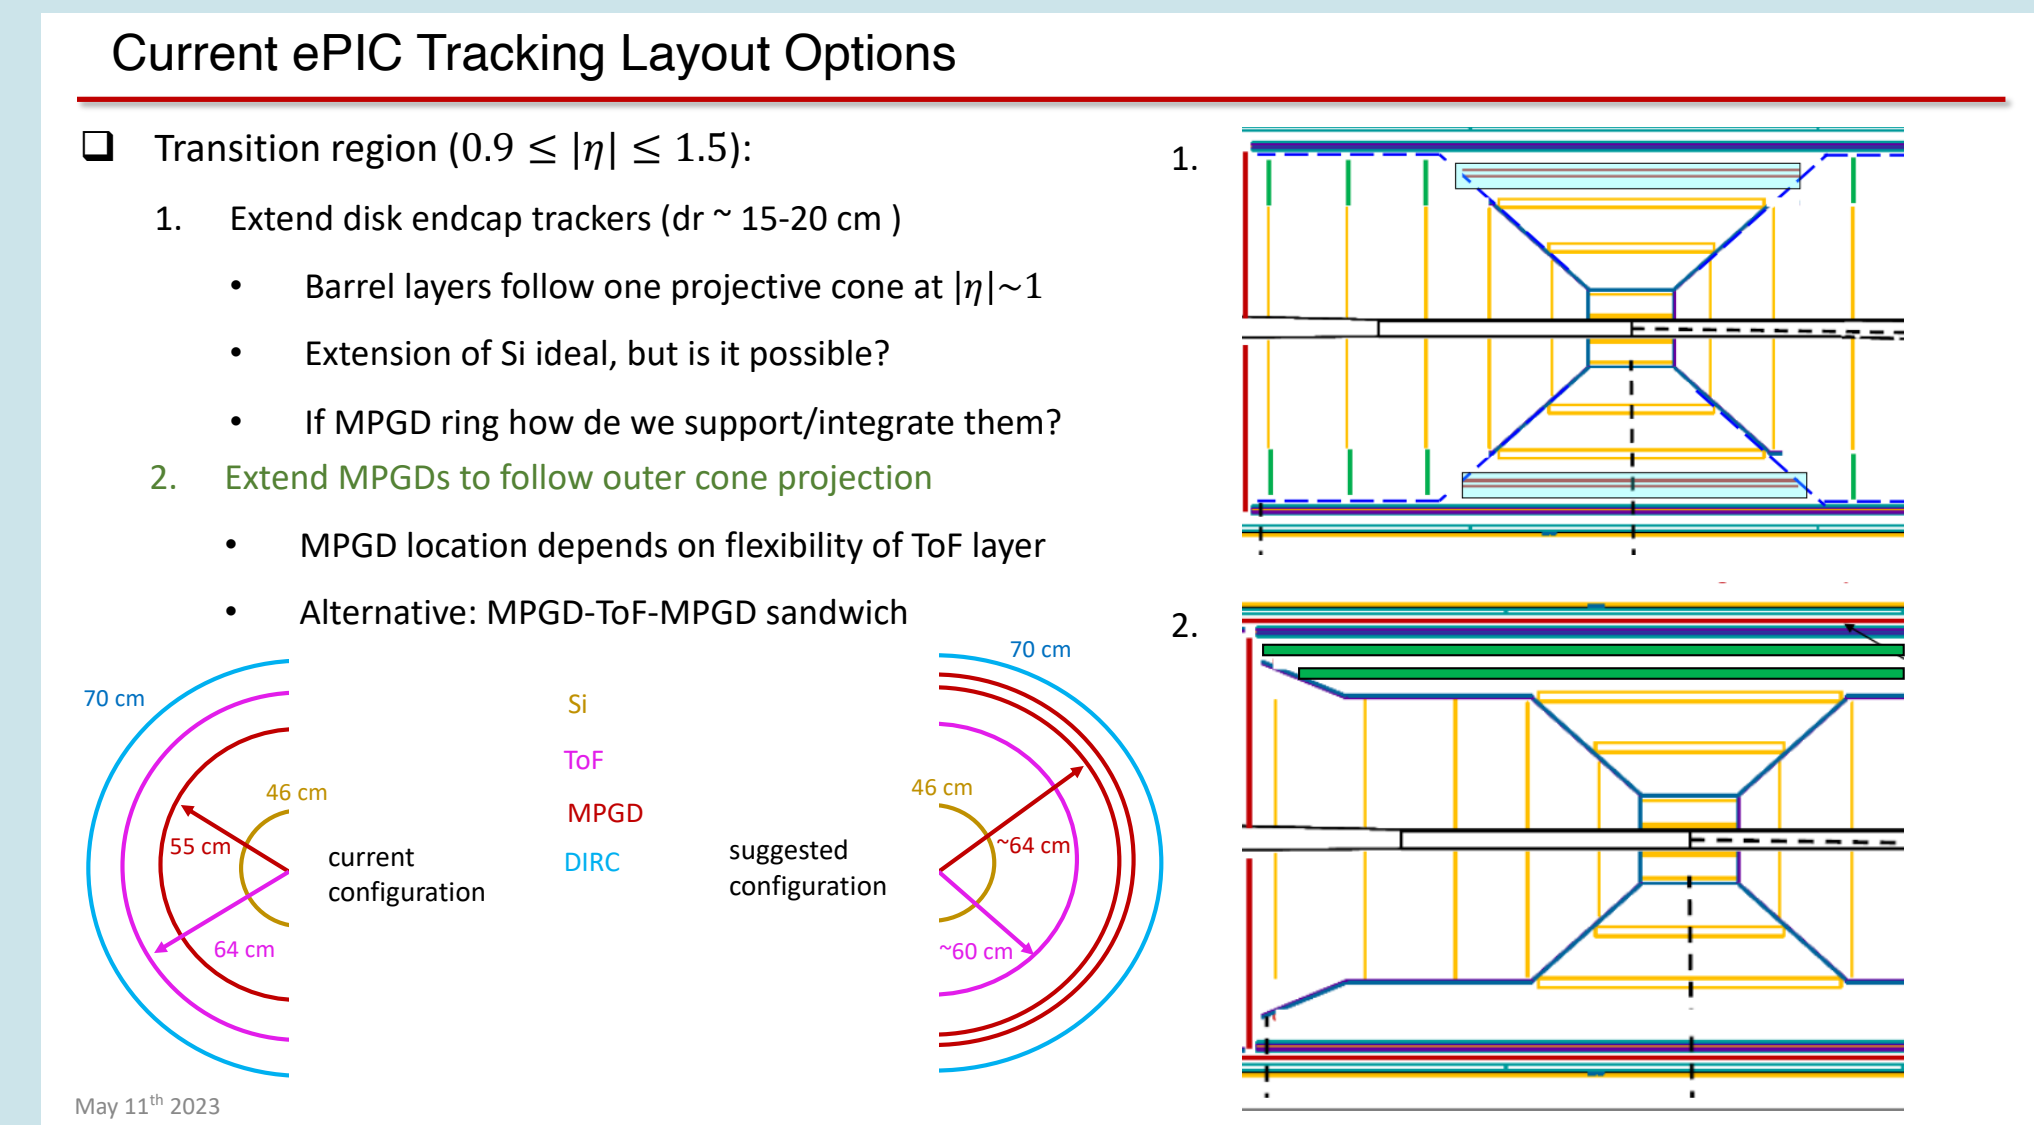 Current ePIC Tracking Layout Options
Transition region (0.9 ≤ |η| ≤ 1.5):
1. Extend disk endcap trackers (dr ~ 15-20 cm )
• Barrel layers follow one projective cone at |η|~1
• Extension of Si ideal, but is it possible?
• If MPGD ring how de we support/integrate them?
2. Extend MPGDs to follow outer cone projection
• MPGD location depends on flexibility of ToF layer
• Alternative: MPGD-ToF-MPGD sandwich
70 cm
46 cm
55 cm
64 cm
current
configuration
Si
ToF
MPGD
DIRC
suggested
configuration
70 cm
46 cm
~64 cm
~60 cm
1.
2.
May 11th 2023